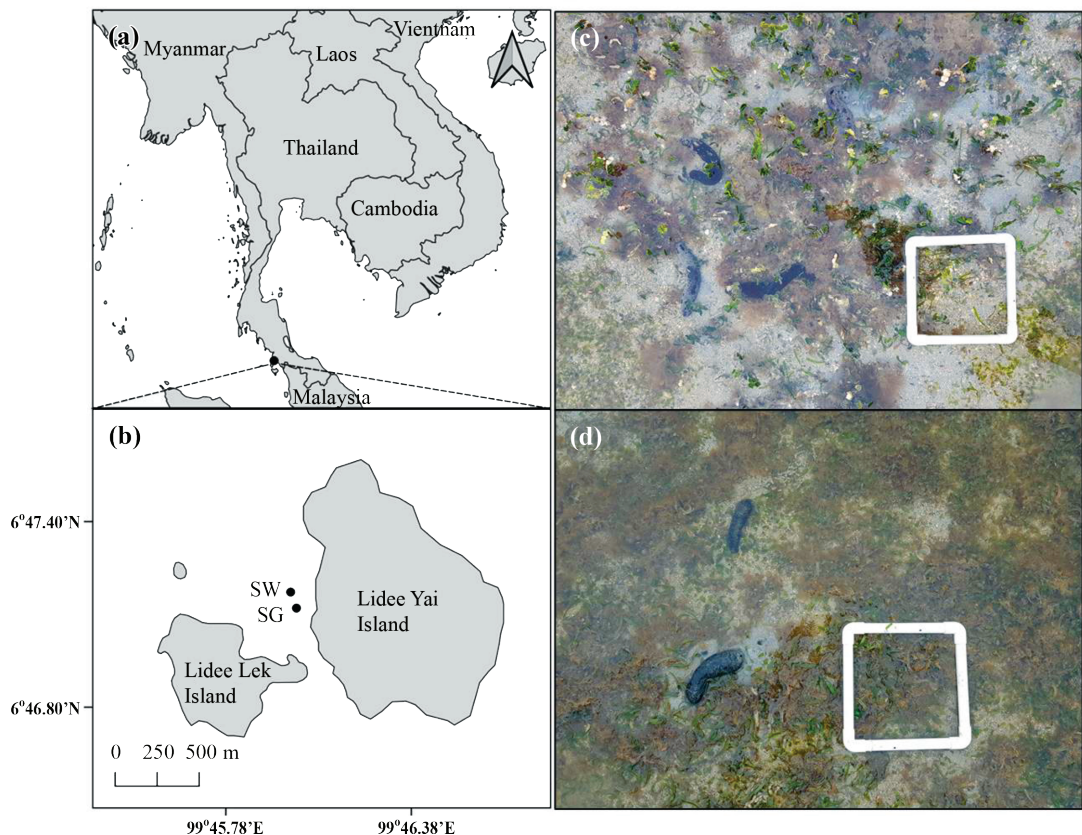 (a)
Myanmar
Laos
Vientnam
Thailand
Cambodia
Malaysia
(b)
6°47.40’N
SW
SG
Lidee Yai
Island
Lidee Lek
Island
6°46.80’N
0 250 500 m
99°45.78’E 99°46.38’E
(c)
(d)